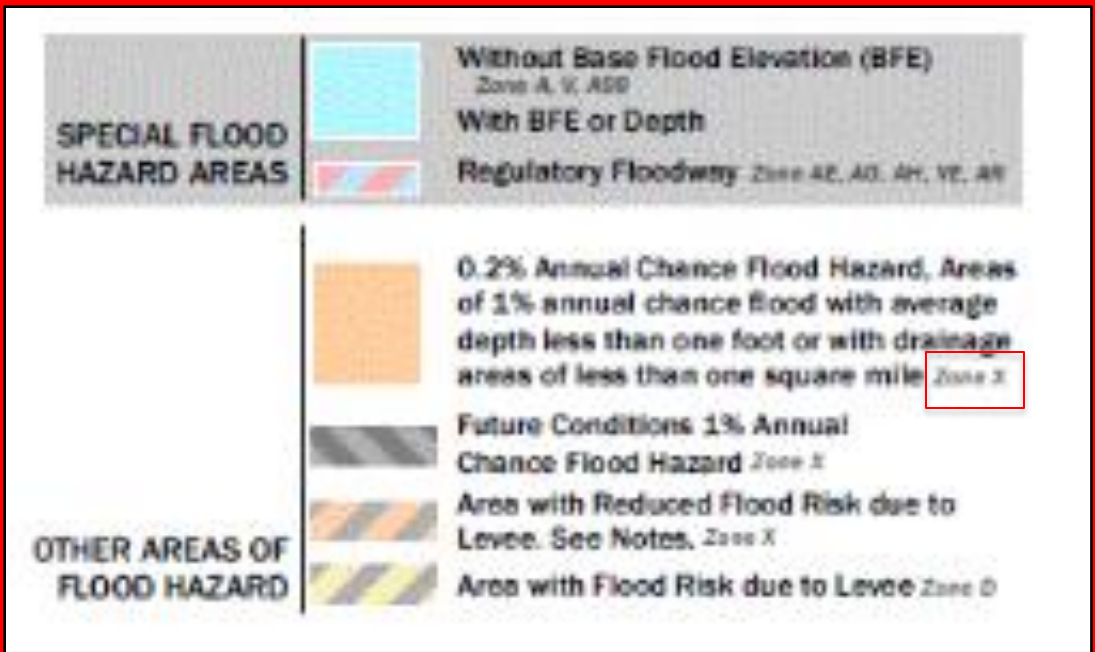 SPECIAL FLOOD
HAZARD AREAS
Without Base Flood Elevation (BFE)
Zone A, V, A99
With BFE or Depth
Regulatory Floodway Zone AE, AO, AH, VE, AR
OTHER AREAS OF
FLOOD HAZARD
0.2% Annual Chance Flood Hazard, Areas
of 1% annual chance flood with average
depth less than one foot or with drainage
areas of less than one square mile Zone X
Future Conditions 1% Annual
Chance Flood Hazard Zone X
Area with Reduced Flood Risk due to
Levee. See Notes. Zone X
Area with Flood Risk due to Levee Zone D